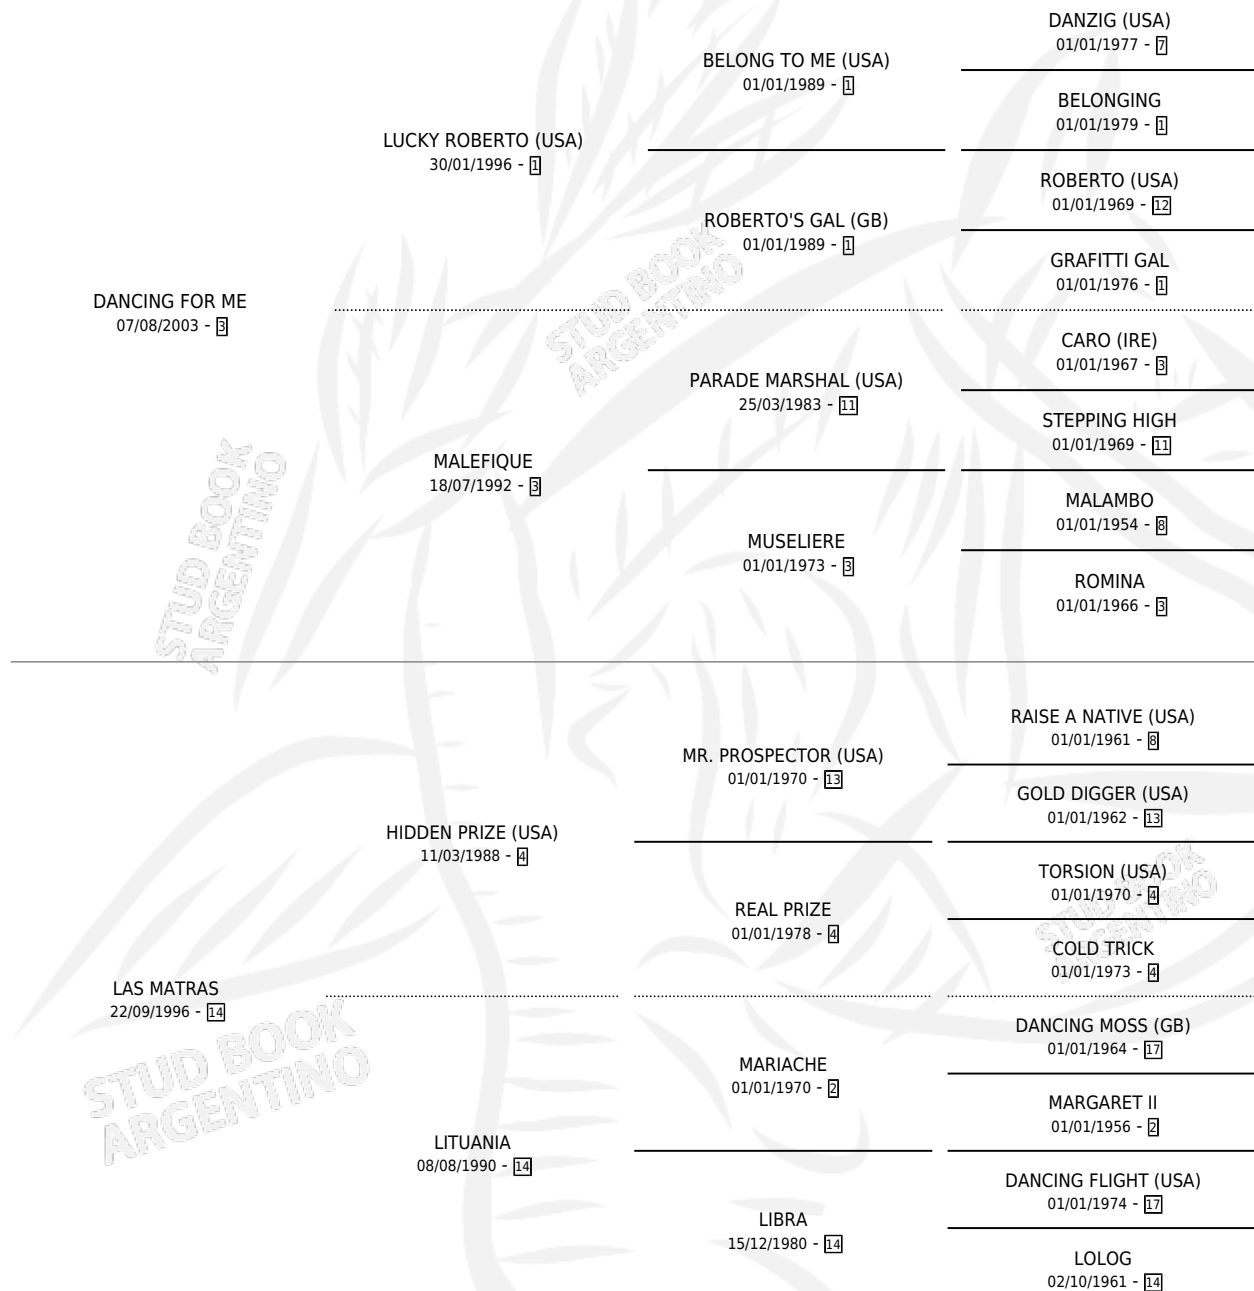 DANZIG (USA)
01/01/1977 - 7
BELONG TO ME (USA)
01/01/1989 - 1
BELONGING
01/01/1979 - 1
LUCKY ROBERTO (USA)
30/01/1996 - 1
ROBERTO (USA)
01/01/1969 - 12
ROBERTO'S GAL (GB)
01/01/1989 - 1
GRAFITTI GAL
01/01/1976 - 1
DANCING FOR ME
07/08/2003 - 3
CARO (IRE)
01/01/1967 - 3
PARADE MARSHAL (USA)
25/03/1983 - 11
STEPPING HIGH
01/01/1969 - 11
MALEFIQUE
18/07/1992 - 3
MALAMBO
01/01/1954 - 8
MUSELIERE
01/01/1973 - 3
ROMINA
01/01/1966 - 3
STUD BOOK
ARGENTINO
STUD BOOK
ARGENTINO
RAISE A NATIVE (USA)
01/01/1961 - 8
MR. PROSPECTOR (USA)
01/01/1970 - 13
GOLD DIGGER (USA)
01/01/1962 - 13
HIDDEN PRIZE (USA)
11/03/1988 - 4
TORSION (USA)
01/01/1970 - 4
REAL PRIZE
01/01/1978 - 4
COLD TRICK
01/01/1973 - 4
LAS MATRAS
22/09/1996 - 14
DANCING MOSS (GB)
01/01/1964 - 17
MARIACHE
01/01/1970 - 2
MARGARET II
01/01/1956 - 2
LITUANIA
08/08/1990 - 14
DANCING FLIGHT (USA)
01/01/1974 - 17
LIBRA
15/12/1980 - 14
LOLOG
02/10/1961 - 14
STUD BOOK
ARGENTINO
STUD BOOK
ARGENTINO